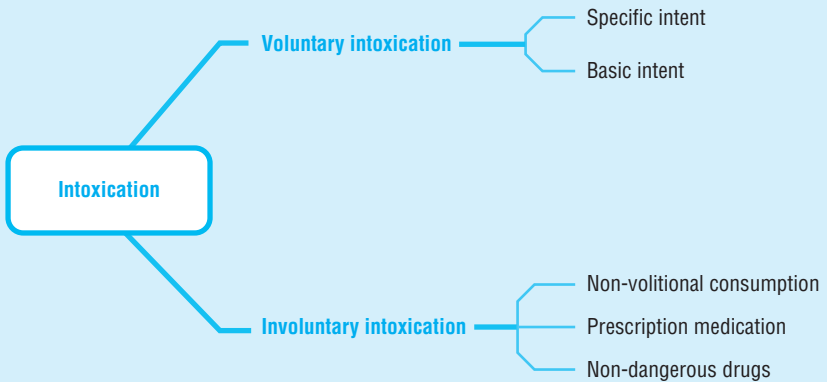 Intoxication
Voluntary intoxication
Specific intent
Basic intent
Involuntary intoxication
Non-volitional consumption
Prescription medication
Non-dangerous drugs